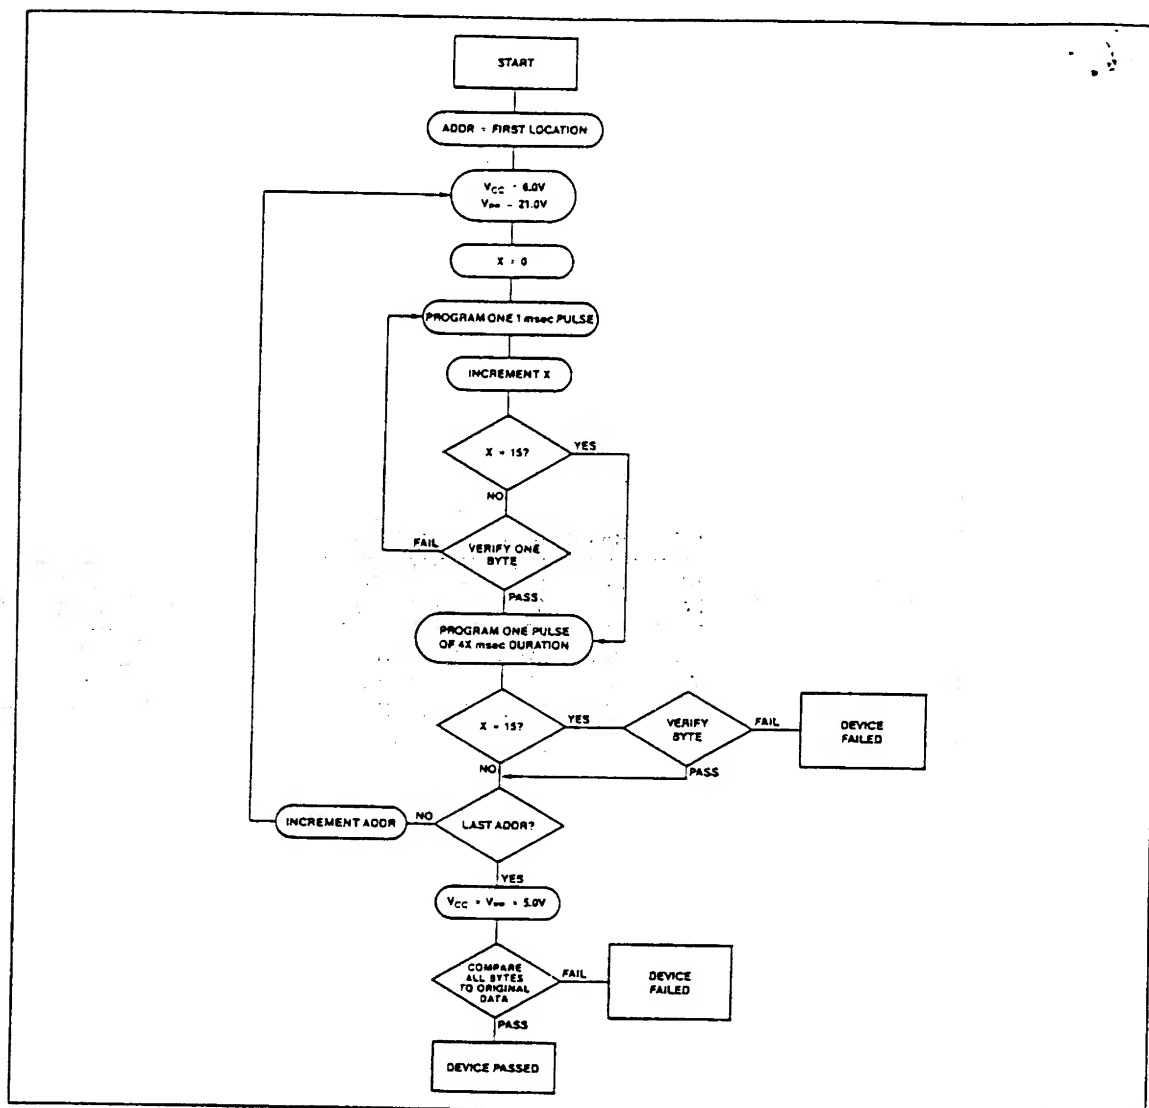 START
ADDR = FIRST LOCATION
VCC = 6.0V
VPP = 21.0V
X = 0
PROGRAM ONE 1 msec PULSE
INCREMENT X
X = 15?
YES
NO
FAIL
VERIFY ONE
BYTE
PASS
PROGRAM ONE PULSE
OF 4X msec DURATION
X = 15?
YES
VERIFY
BYTE
FAIL
DEVICE
FAILED
NO
PASS
INCREMENT ADDR
NO
LAST ADDR?
YES
VCC = VPP = 5.0V
COMPARE
ALL BYTES
TO ORIGINAL
DATA
FAIL
DEVICE
FAILED
PASS
DEVICE PASSED